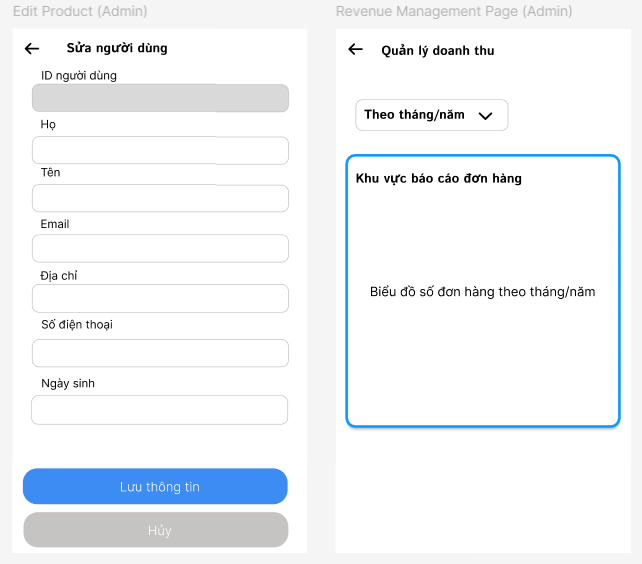 Edit Product (Admin)
Sửa người dùng
ID người dùng
Họ
Tên
Email
Địa chỉ
Số điện thoại
Ngày sinh
Lưu thông tin
Hủy
Revenue Management Page (Admin)
Quản lý doanh thu
Theo tháng/năm
Khu vực báo cáo đơn hàng
Biểu đồ số đơn hàng theo tháng/năm